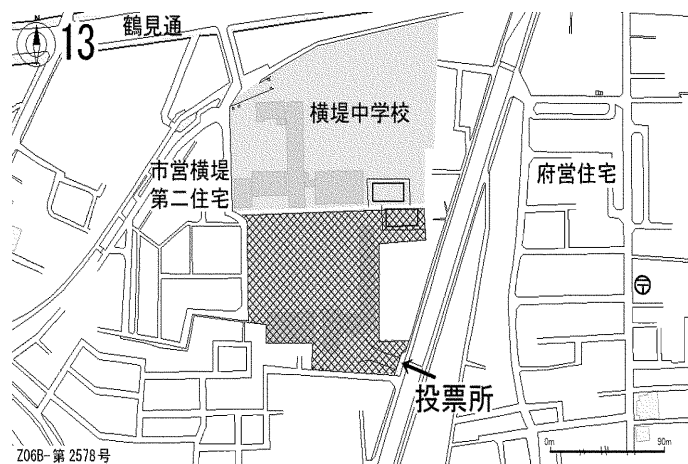 13
鶴見通
横堤中学校
市営横堤
第二住宅
府営住宅
投票所
0m 90m
Z06B-第2578号